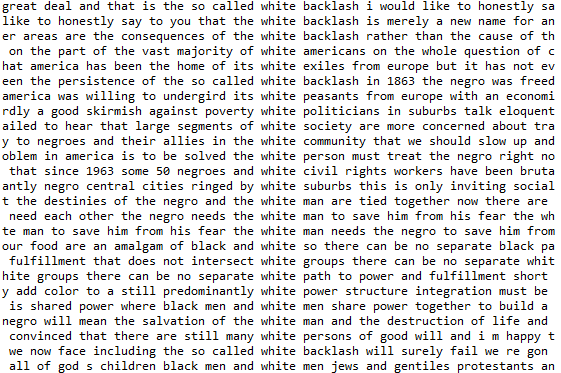 great deal and that is the so called white backlash i would like to honestly sa
like to honestly say to you that the white backlash is merely a new name for an
er areas are the consequences of the white backlash rather than the cause of th
on the part of the vast majority of white americans on the whole question of c
hat america has been the home of its white exiles from europe but it has not ev
een the persistence of the so called white backlash in 1863 the negro was freed
america was willing to undergird its white peasants from europe with an economi
rdly a good skirmish against poverty white politicians in suburbs talk eloquent
ailed to hear that large segments of white society are more concerned about tra
y to negroes and their allies in the white community that we should slow up and
oblem in america is to be solved the white person must treat the negro right no
that since 1963 some 50 negroes and white civil rights workers have been bruta
antly negro central cities ringed by white suburbs this is only inviting social
t the destinies of the negro and the white man are tied together now there are
need each other the negro needs the white man to save him from his fear the wh
te man to save him from his fear the white man needs the negro to save him from
our food are an amalgam of black and white so there can be no separate black pa
fulfillment that does not intersect white groups there can be no separate whit
hite groups there can be no separate white path to power and fulfillment short
y add color to a still predominantly white power structure integration must be
is shared power where black men and white men share power together to build a
negro will mean the salvation of the white man and the destruction of life and
convinced that there are still many white persons of good will and i m happy t
we now face including the so called white backlash will surely fail we re gon
all of god s children black men and white men jews and gentiles protestants an